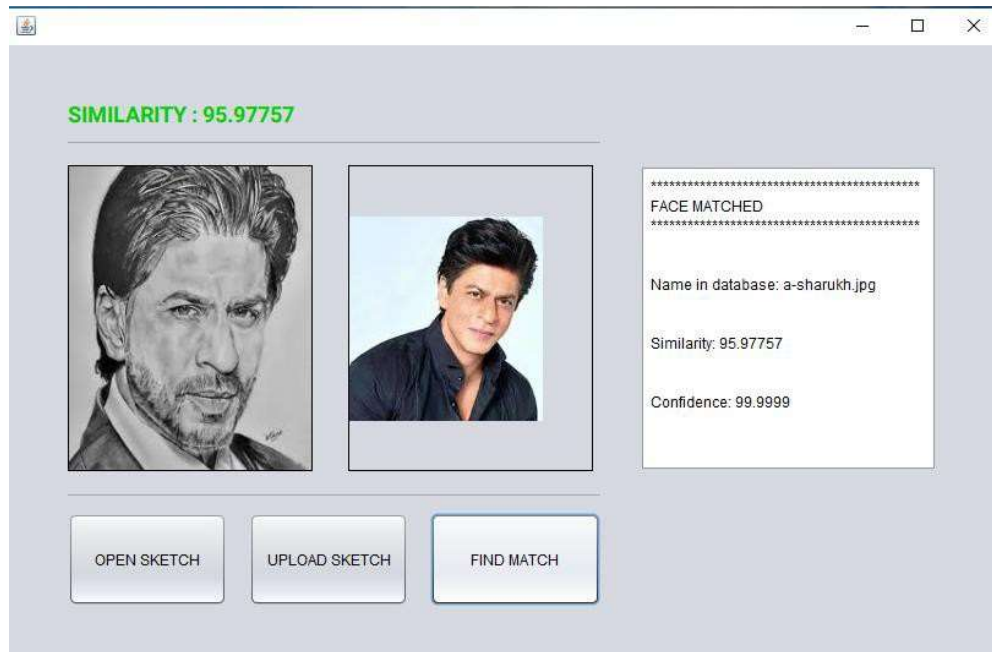 SIMILARITY : 95.97757
********************************************
FACE MATCHED
********************************************
Name in database: a-sharukh.jpg
Similarity: 95.97757
Confidence: 99.9999
OPEN SKETCH
UPLOAD SKETCH
FIND MATCH